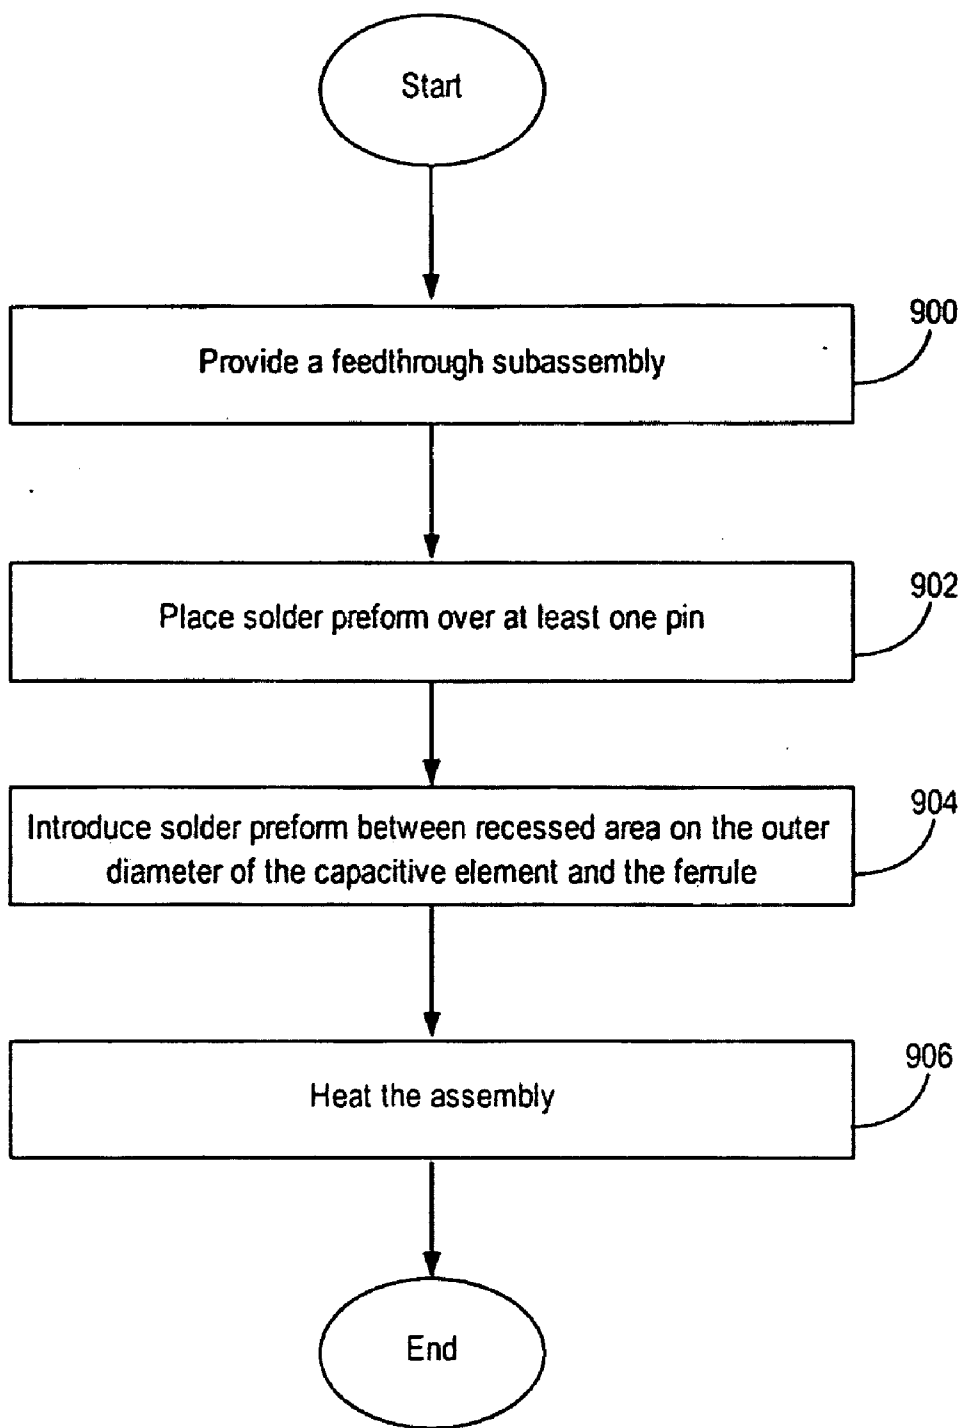 Start
900
Provide a feedthrough subassembly
902
Place solder preform over at least one pin
904
Introduce solder preform between recessed area on the outer
diameter of the capacitive element and the ferrule
906
Heat the assembly
End